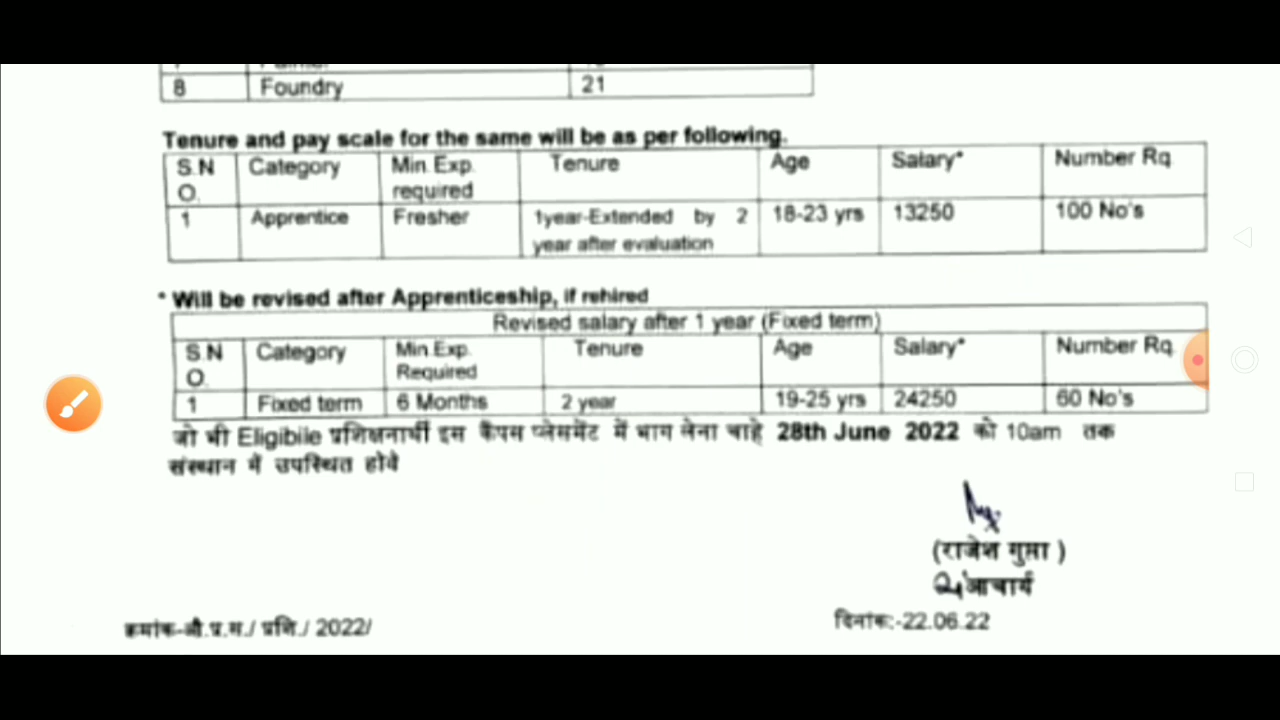 8 Foundry 21
Tenure and pay scale for the same will be as per following.
S.N O. Category Min.Exp. required Tenure Age Salary* Number Rq
1 Apprentice Fresher 1year-Extended by 2 year after evaluation 18-23 yrs 13250 100 No's
* Will be revised after Apprenticeship, if rehired
Revised salary after 1 year (Fixed term)
S.N O. Category Min.Exp. Required Tenure Age Salary* Number Rq
1 Fixed term 6 Months 2 year 19-25 yrs 24250 60 No's
जो भी Eligibile प्रशिक्षनार्थी इस कैंपस प्लेसमेंट में भाग लेना चाहे 28th June 2022 को 10am तक
संस्थान में उपस्थित होवे
(राजेश गुप्ता )
आचार्य
क्रमांक-औ.प्र.स./ प्रशि./ 2022/
दिनांक:-22.06.22